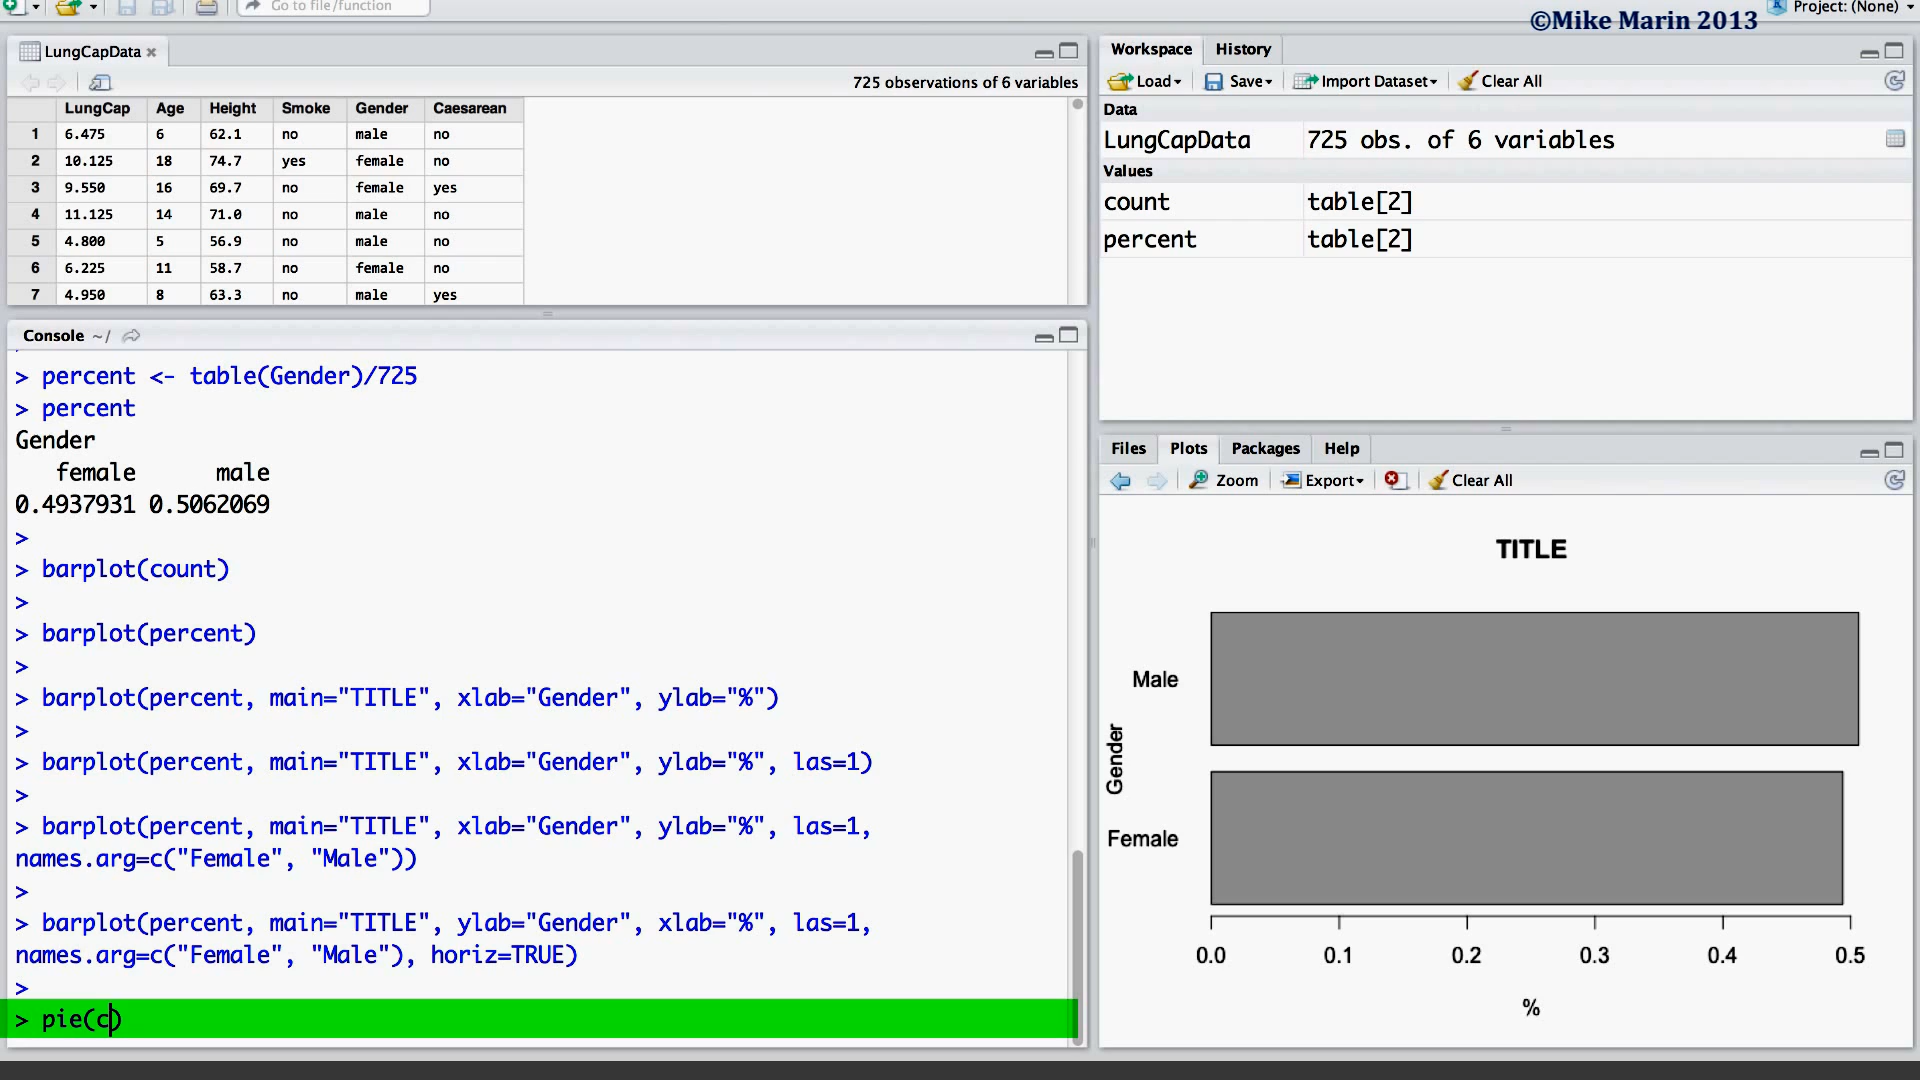 Go to file/function
©Mike Marin 2013
Project: (None)
LungCapData
725 observations of 6 variables
LungCap Age Height Smoke Gender Caesarean
1 6.475 6 62.1 no male no
2 10.125 18 74.7 yes female no
3 9.550 16 69.7 no female yes
4 11.125 14 71.0 no male no
5 4.800 5 56.9 no male no
6 6.225 11 58.7 no female no
7 4.950 8 63.3 no male yes
Console ~/
> percent <- table(Gender)/725
> percent
Gender
female male
0.4937931 0.5062069
>
> barplot(count)
>
> barplot(percent)
>
> barplot(percent, main="TITLE", xlab="Gender", ylab="%")
>
> barplot(percent, main="TITLE", xlab="Gender", ylab="%", las=1)
>
> barplot(percent, main="TITLE", xlab="Gender", ylab="%", las=1,
names.arg=c("Female", "Male"))
>
> barplot(percent, main="TITLE", ylab="Gender", xlab="%", las=1,
names.arg=c("Female", "Male"), horiz=TRUE)
>
> pie(c)
Workspace History
Load Save Import Dataset Clear All
Data
LungCapData 725 obs. of 6 variables
Values
count table[2]
percent table[2]
Files Plots Packages Help
Zoom Export Clear All
TITLE
Male
Gender
Female
0.0 0.1 0.2 0.3 0.4 0.5
%